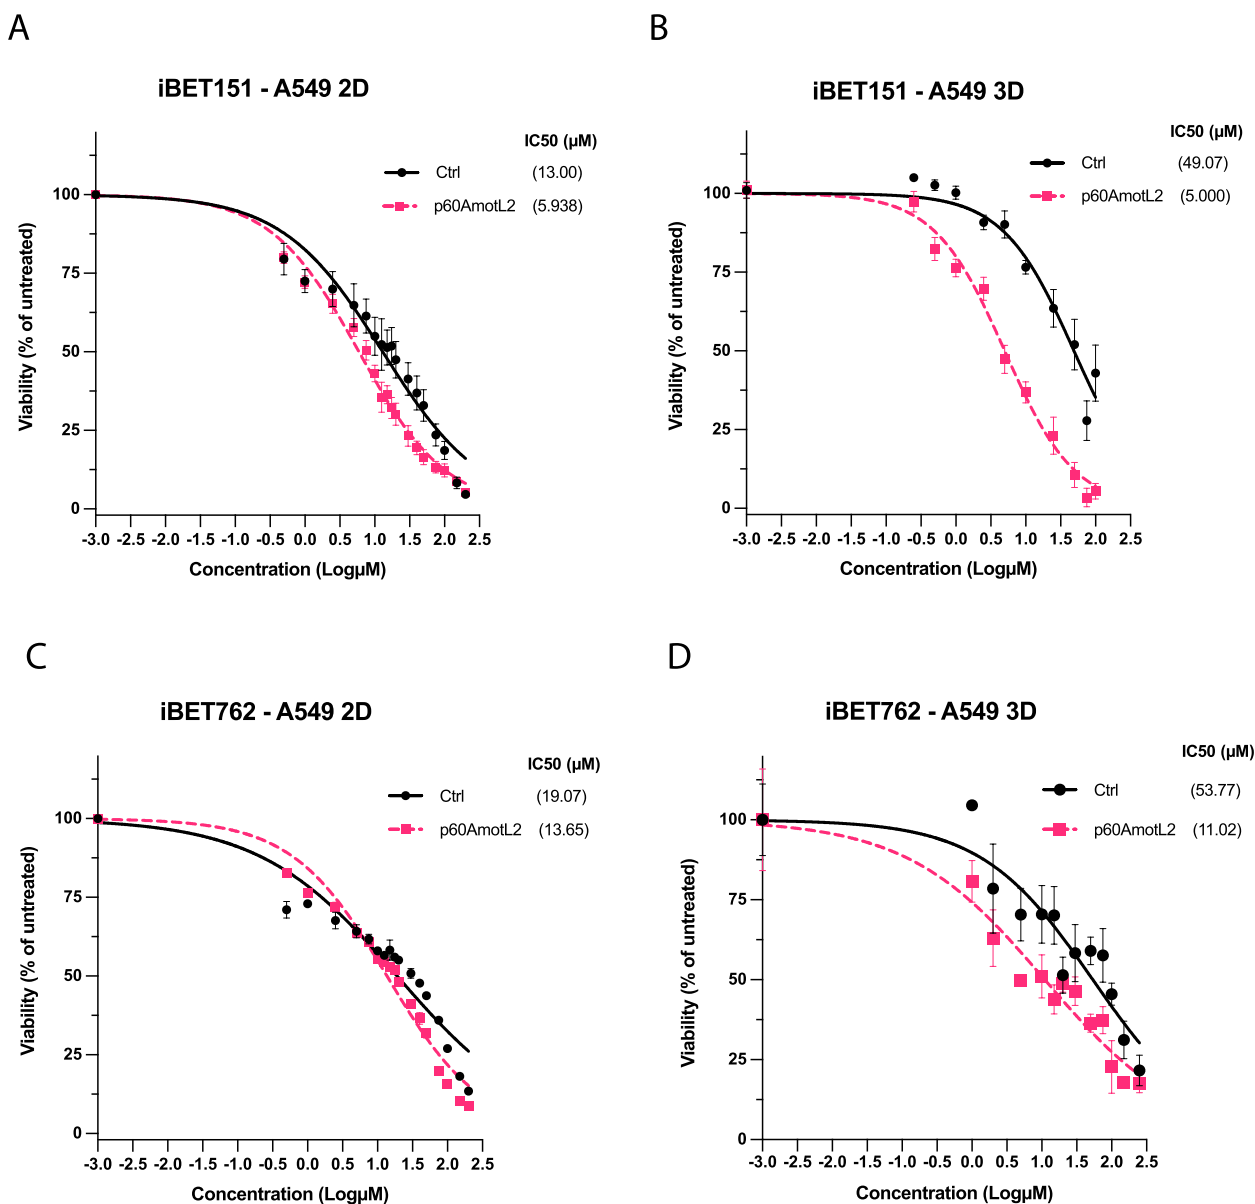 A
iBET151 - A549 2D
IC50 (µM)
Ctrl (13.00)
p60AmotL2 (5.938)
Viability (% of untreated)
100
75
50
25
0
-3.0 -2.5 -2.0 -1.5 -1.0 -0.5 0.0 0.5 1.0 1.5 2.0 2.5
Concentration (LogµM)
B
iBET151 - A549 3D
IC50 (µM)
Ctrl (49.07)
p60AmotL2 (5.000)
Viability (% of untreated)
100
75
50
25
0
-3.0 -2.5 -2.0 -1.5 -1.0 -0.5 0.0 0.5 1.0 1.5 2.0 2.5
Concentration (LogµM)
C
iBET762 - A549 2D
IC50 (µM)
Ctrl (19.07)
p60AmotL2 (13.65)
Viability (% of untreated)
100
75
50
25
0
-3.0 -2.5 -2.0 -1.5 -1.0 -0.5 0.0 0.5 1.0 1.5 2.0 2.5
Concentration (LogµM)
D
iBET762 - A549 3D
IC50 (µM)
Ctrl (53.77)
p60AmotL2 (11.02)
Viability (% of untreated)
100
75
50
25
0
-3.0 -2.5 -2.0 -1.5 -1.0 -0.5 0.0 0.5 1.0 1.5 2.0 2.5
Concentration (LogµM)